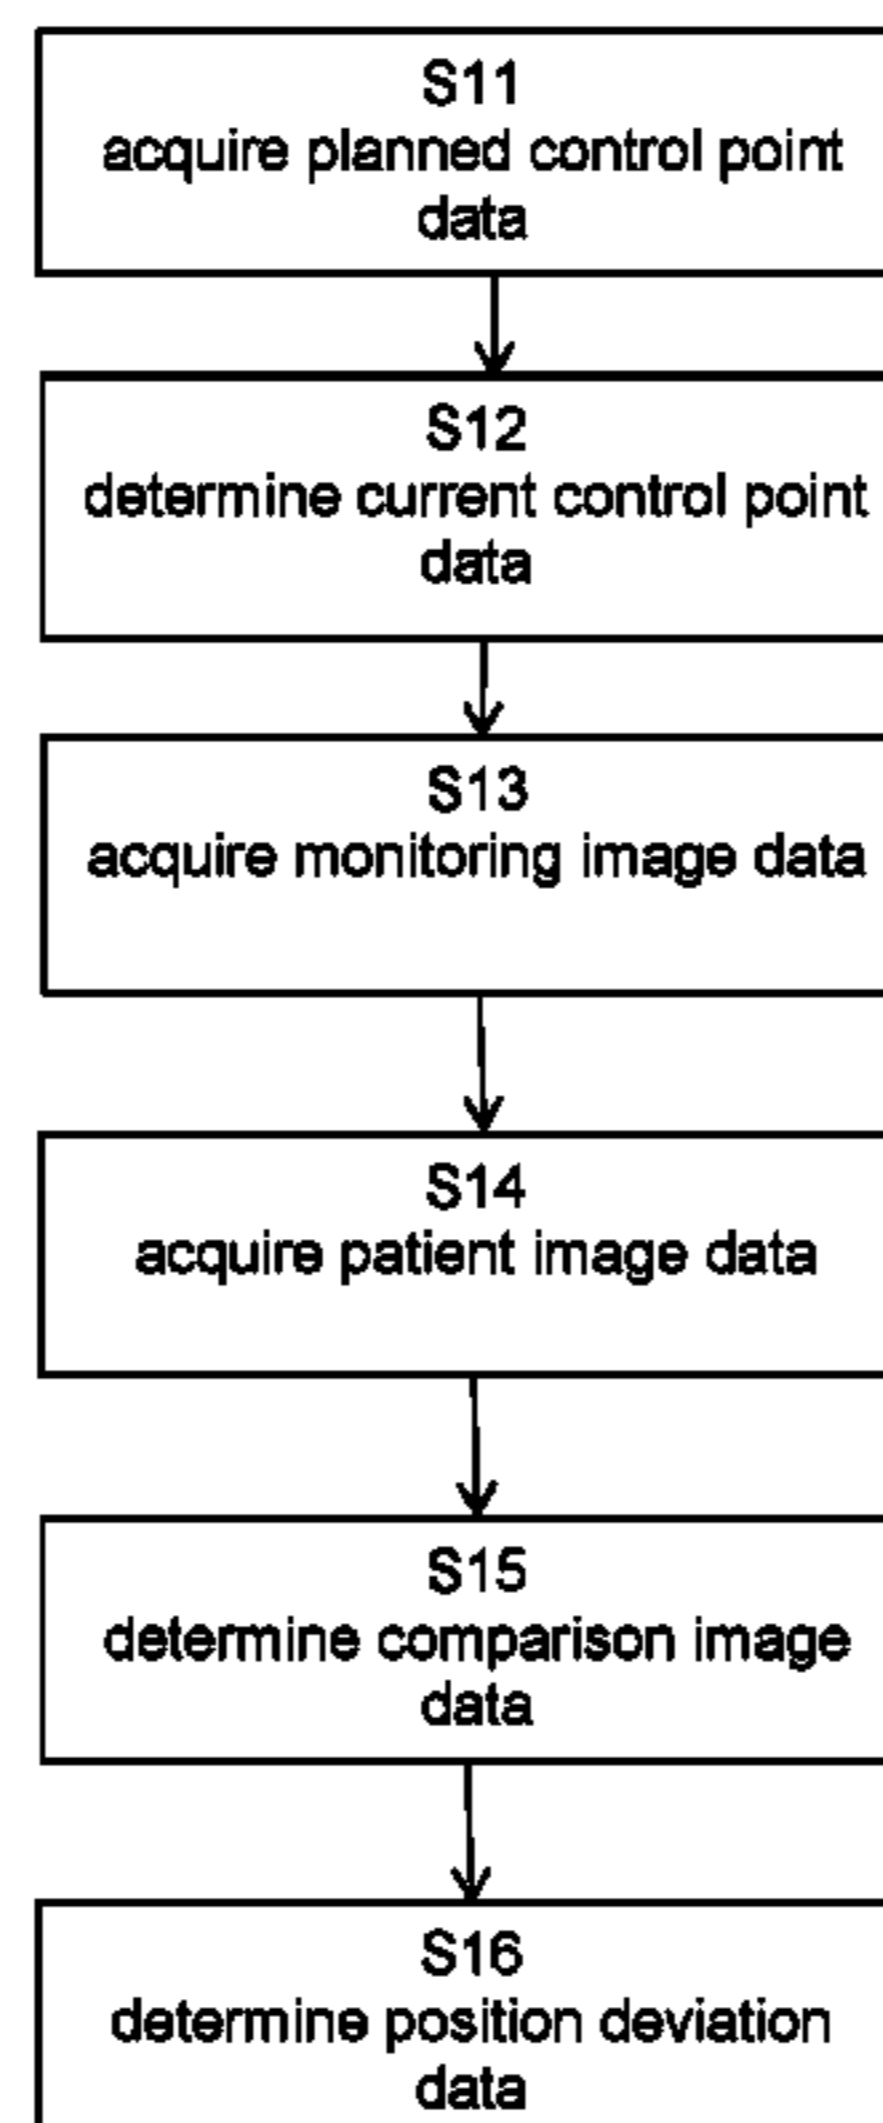 S11
acquire planned control point
data
S12
determine current control point
data
S13
acquire monitoring image data
S14
acquire patient image data
S15
determine comparison image
data
S16
determine position deviation
data